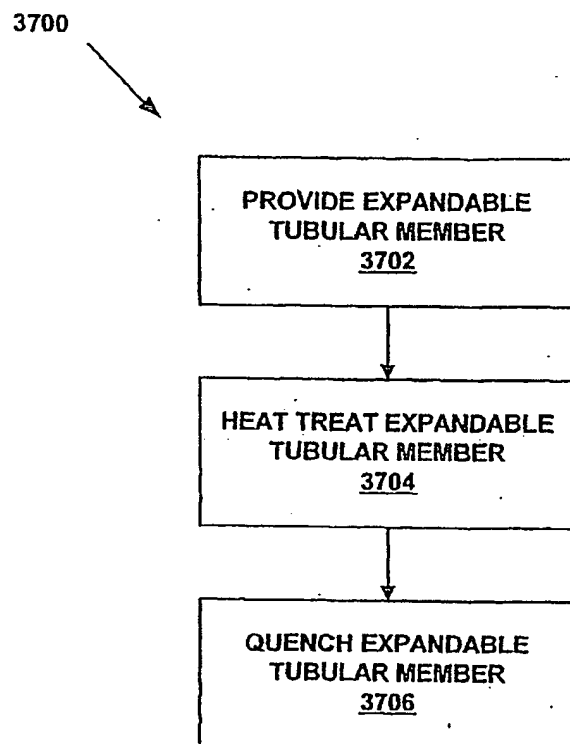 3700
PROVIDE EXPANDABLE
TUBULAR MEMBER
3702
HEAT TREAT EXPANDABLE
TUBULAR MEMBER
3704
QUENCH EXPANDABLE
TUBULAR MEMBER
3706